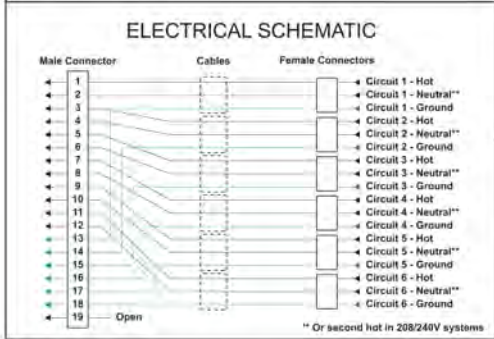 ELECTRICAL SCHEMATIC
Male Connector Cables Female Connectors
1
2
3
4
5
6
7
8
9
10
11
12
13
14
15
16
17
18
19 Open
Circuit 1 - Hot
Circuit 1 - Neutral**
Circuit 1 - Ground
Circuit 2 - Hot
Circuit 2 - Neutral**
Circuit 2 - Ground
Circuit 3 - Hot
Circuit 3 - Neutral**
Circuit 3 - Ground
Circuit 4 - Hot
Circuit 4 - Neutral**
Circuit 4 - Ground
Circuit 5 - Hot
Circuit 5 - Neutral**
Circuit 5 - Ground
Circuit 6 - Hot
Circuit 6 - Neutral**
Circuit 6 - Ground
** Or second hot in 208/240V systems